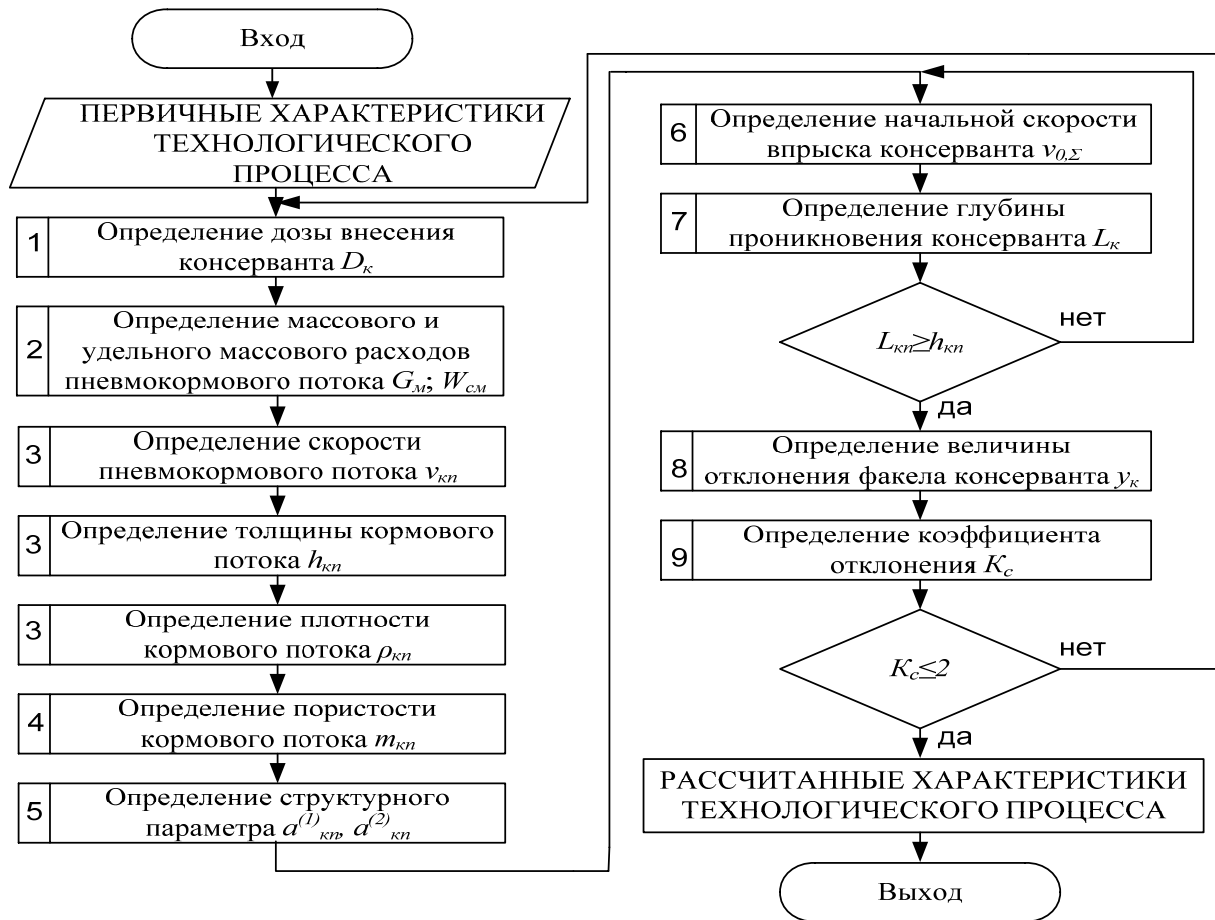 Вход
ПЕРВИЧНЫЕ ХАРАКТЕРИСТИКИ
ТЕХНОЛОГИЧЕСКОГО
ПРОЦЕССА
1
Определение дозы внесения
консерванта Dк
2
Определение массового и
удельного массового расходов
пневмокормового потока Gм; Wсм
3
Определение скорости
пневмокормового потока vкп
3
Определение толщины кормового
потока hкп
3
Определение плотности
кормового потока ρкп
4
Определение пористости
кормового потока mкп
5
Определение структурного
параметра a(1)кп, a(2)кп
6
Определение начальной скорости
впрыска консерванта v0,Σ
7
Определение глубины
проникновения консерванта Lк
Lкп≥hкп
нет
да
8
Определение величины
отклонения факела консерванта yк
9
Определение коэффициента
отклонения Kс
Kс≤2
нет
да
РАССЧИТАННЫЕ ХАРАКТЕРИСТИКИ
ТЕХНОЛОГИЧЕСКОГО ПРОЦЕССА
Выход